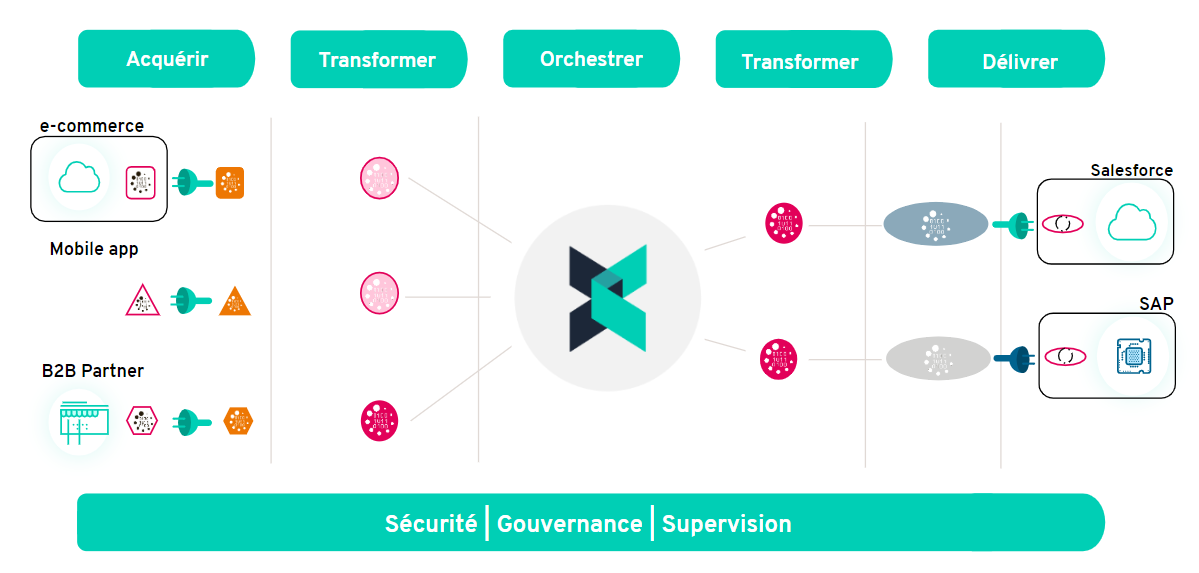 Acquérir
Transformer
Orchestrer
Transformer
Délivrer
e-commerce
Mobile app
B2B Partner
Salesforce
SAP
Sécurité | Gouvernance | Supervision